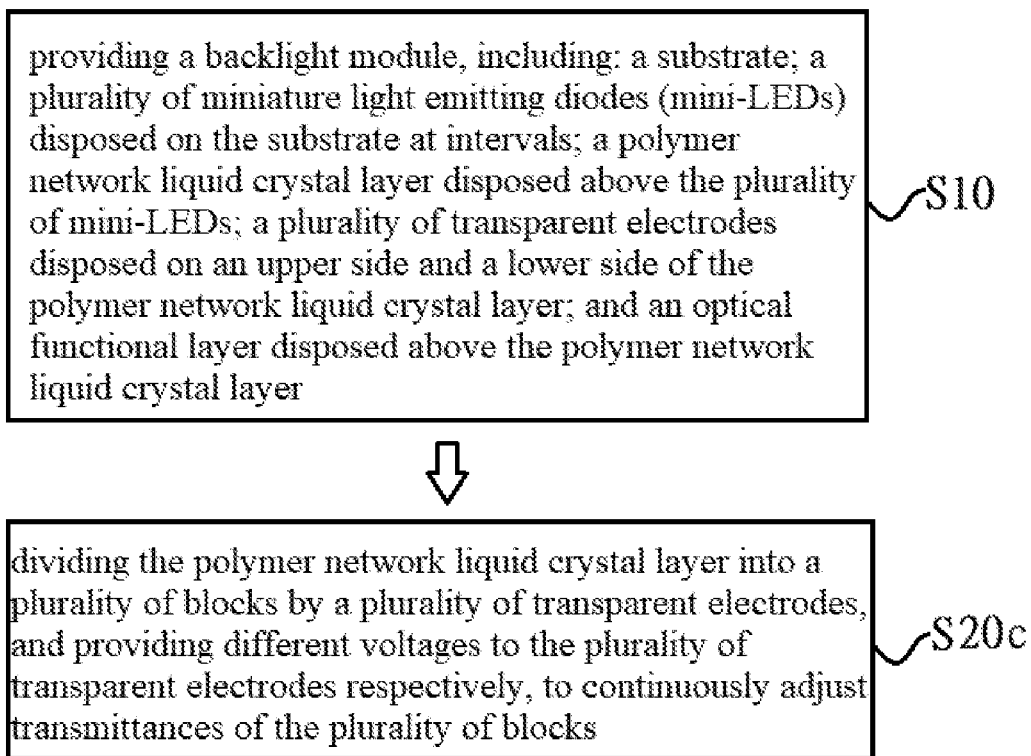 providing a backlight module, including: a substrate; a
plurality of miniature light emitting diodes (mini-LEDs)
disposed on the substrate at intervals; a polymer
network liquid crystal layer disposed above the plurality
of mini-LEDs; a plurality of transparent electrodes
disposed on an upper side and a lower side of the
polymer network liquid crystal layer; and an optical
functional layer disposed above the polymer network
liquid crystal layer
S10
dividing the polymer network liquid crystal layer into a
plurality of blocks by a plurality of transparent electrodes,
and providing different voltages to the plurality of
transparent electrodes respectively, to continuously adjust
transmittances of the plurality of blocks
S20c